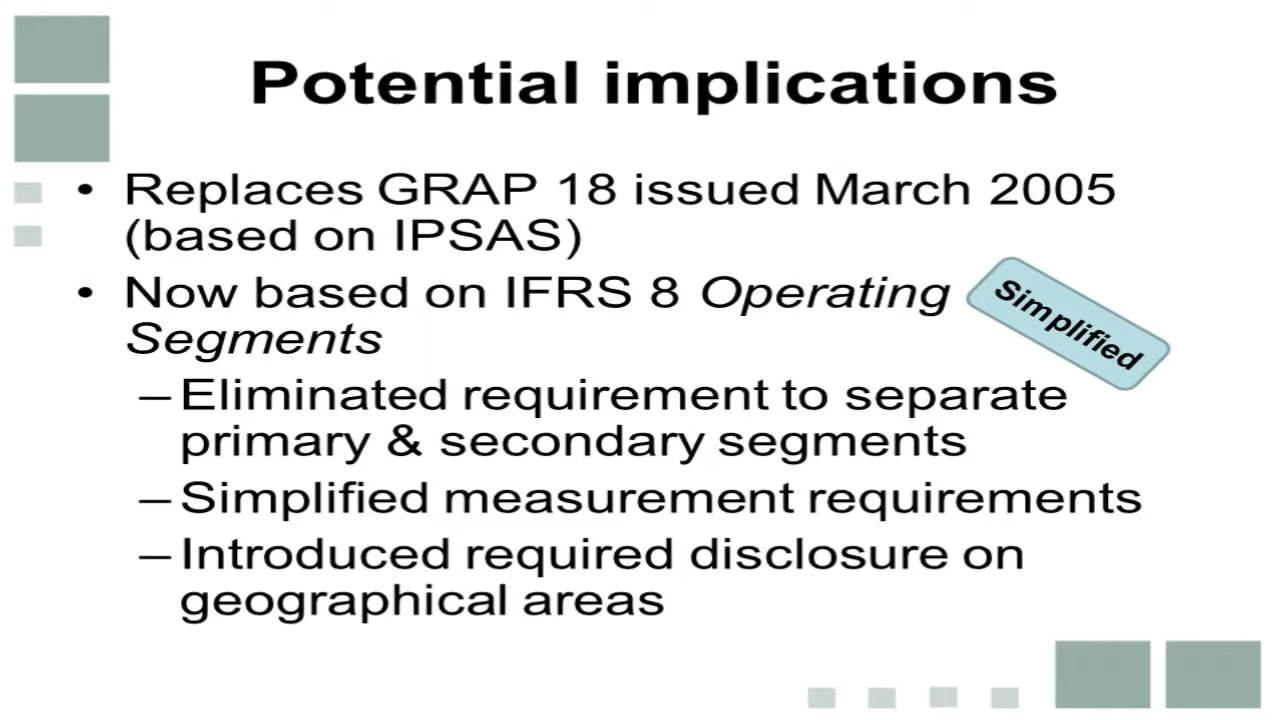 Potential implications
• Replaces GRAP 18 issued March 2005
(based on IPSAS)
• Now based on IFRS 8 Operating
Segments
Simplified
– Eliminated requirement to separate
primary & secondary segments
– Simplified measurement requirements
– Introduced required disclosure on
geographical areas